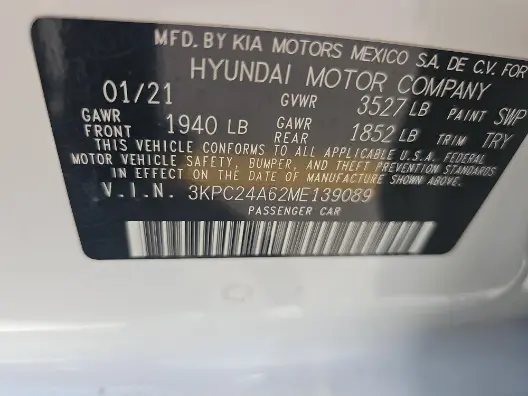 MFD. BY KIA MOTORS MEXICO S.A. DE C.V. FOR
HYUNDAI MOTOR COMPANY
01/21 GVWR 3527 LB PAINT SWP
GAWR FRONT 1940 LB GAWR REAR 1852 LB TRIM TRY
THIS VEHICLE CONFORMS TO ALL APPLICABLE U.S.A. FEDERAL
MOTOR VEHICLE SAFETY, BUMPER, AND THEFT PREVENTION STANDARDS
IN EFFECT ON THE DATE OF MANUFACTURE SHOWN ABOVE.
V.I.N. 3KPC24A62ME139089
PASSENGER CAR